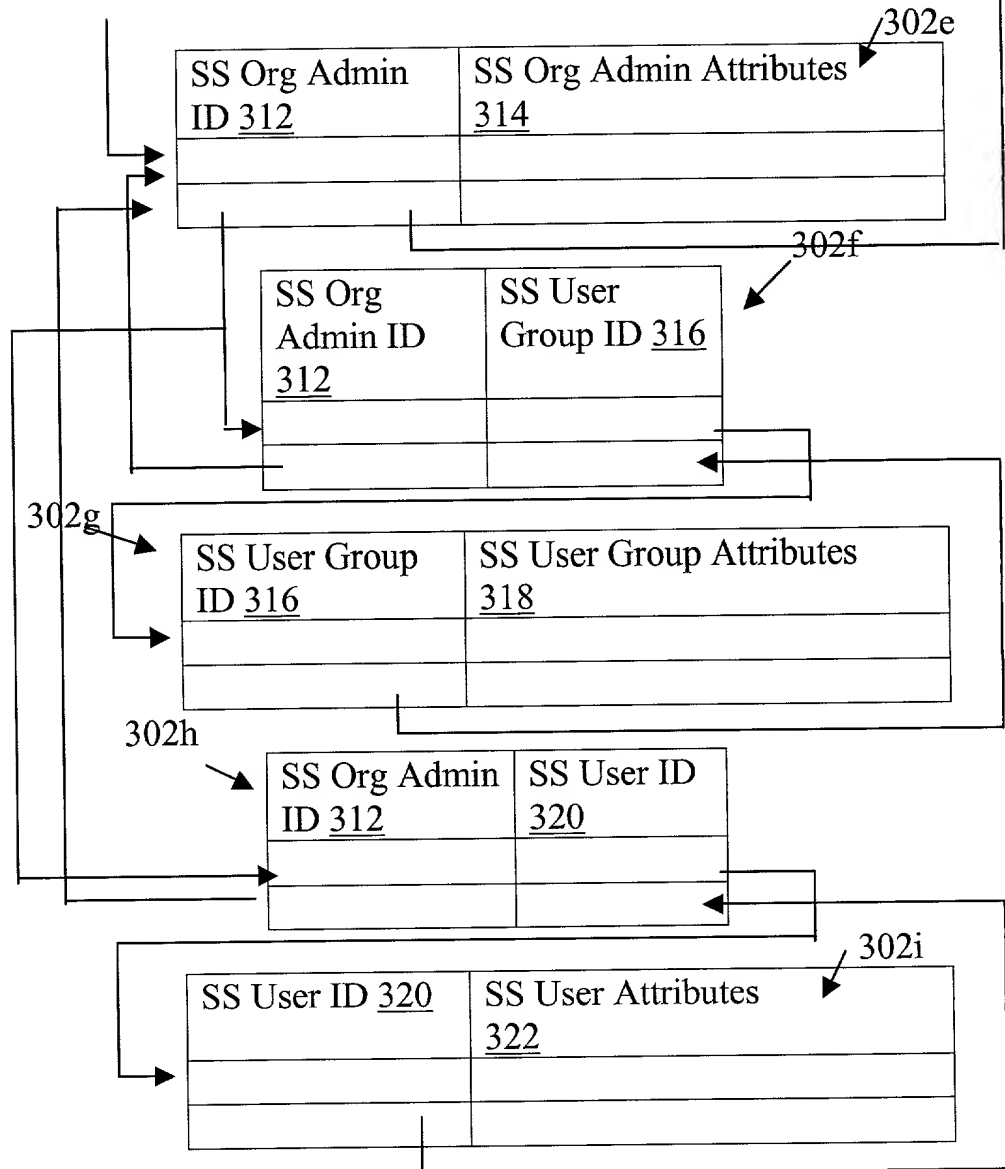 302e
SS Org Admin
ID 312
SS Org Admin Attributes
314
302f
SS Org
Admin ID
312
SS User
Group ID 316
302g
SS User Group
ID 316
SS User Group Attributes
318
302h
SS Org Admin
ID 312
SS User ID
320
302i
SS User ID 320
SS User Attributes
322